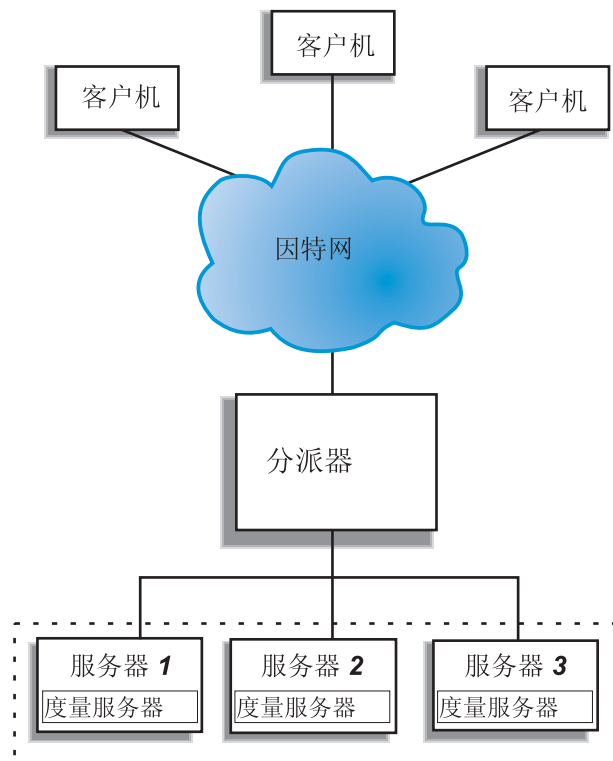 客户机
客户机
客户机
因特网
分派器
服务器 1
度量服务器
服务器 2
度量服务器
服务器 3
度量服务器